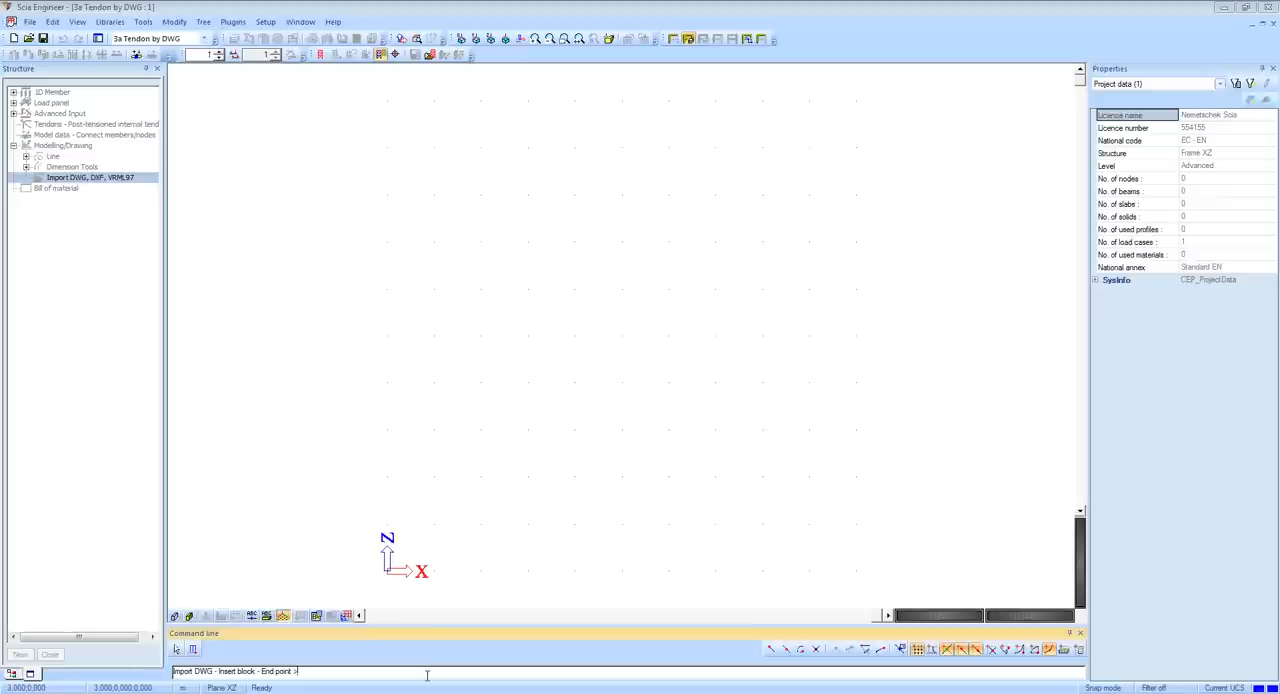 Scia Engineer - [3a Tendon by DWG : 1]
File Edit View Libraries Tools Modify Tree Plugins Setup Window Help
3a Tendon by DWG
1 1
Structure
1D Member
Load panel
Advanced Input
Tendons - Post-tensioned internal tend
Model data - Connect members/nodes
Modelling/Drawing
Line
Dimension Tools
Import DWG, DXF, VRML97
Bill of material
New Close
Z
X
Properties
Project data (1)
Licence name Nemetschek Scia
Licence number 554155
National code EC - EN
Structure Frame XZ
Level Advanced
No. of nodes : 0
No. of beams : 0
No. of slabs : 0
No. of solids : 0
No. of used profiles : 0
No. of load cases : 1
No. of used materials : 0
National annex Standard EN
SysInfo CEP_ProjectData
Command line
Import DWG - Insert block - End point >
3,000;0,000 3,000;0,000;0,000 m Plane XZ Ready Snap mode Filter off Current UCS